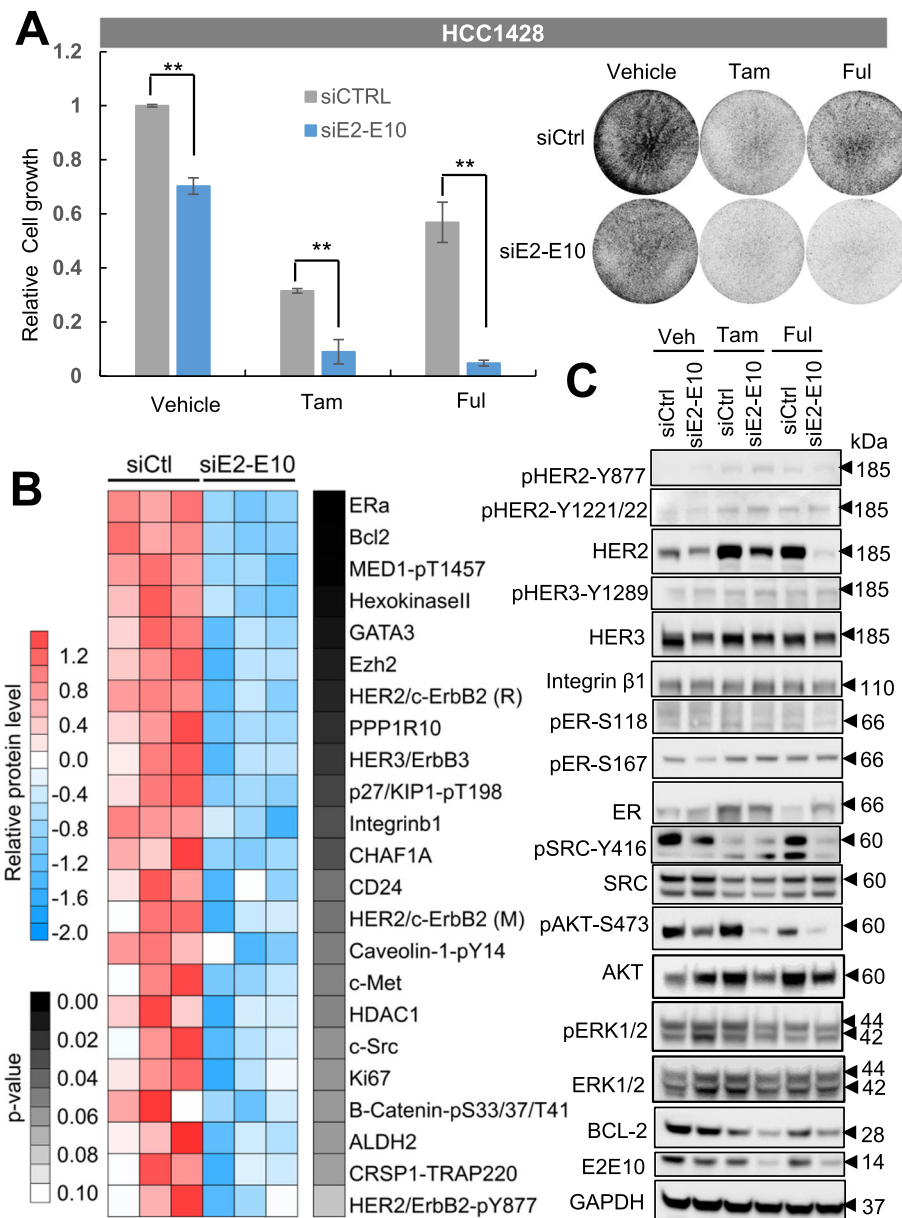 A
HCC1428
1.2
1
0.8
0.6
0.4
0.2
0
Relative Cell growth
**
**
**
siCTRL
siE2-E10
Vehicle
Tam
Ful
Vehicle
Tam
Ful
siCtrl
siE2-E10
B
siCtl
siE2-E10
ERa
Bcl2
MED1-pT1457
HexokinaseII
GATA3
Ezh2
HER2/c-ErbB2 (R)
PPP1R10
HER3/ErbB3
p27/KIP1-pT198
Integrinb1
CHAF1A
CD24
HER2/c-ErbB2 (M)
Caveolin-1-pY14
c-Met
HDAC1
c-Src
Ki67
B-Catenin-pS33/37/T41
ALDH2
CRSP1-TRAP220
HER2/ErbB2-pY877
Relative protein level
1.2
0.8
0.4
0.0
-0.4
-0.8
-1.2
-1.6
-2.0
p-value
0.00
0.02
0.04
0.06
0.08
0.10
C
Veh
Tam
Ful
siCtrl
siE2-E10
siCtrl
siE2-E10
siCtrl
siE2-E10
kDa
pHER2-Y877
185
pHER2-Y1221/22
185
HER2
185
pHER3-Y1289
185
HER3
185
Integrin β1
110
pER-S118
66
pER-S167
66
ER
66
pSRC-Y416
60
SRC
60
pAKT-S473
60
AKT
60
pERK1/2
44
42
ERK1/2
44
42
BCL-2
28
E2E10
14
GAPDH
37